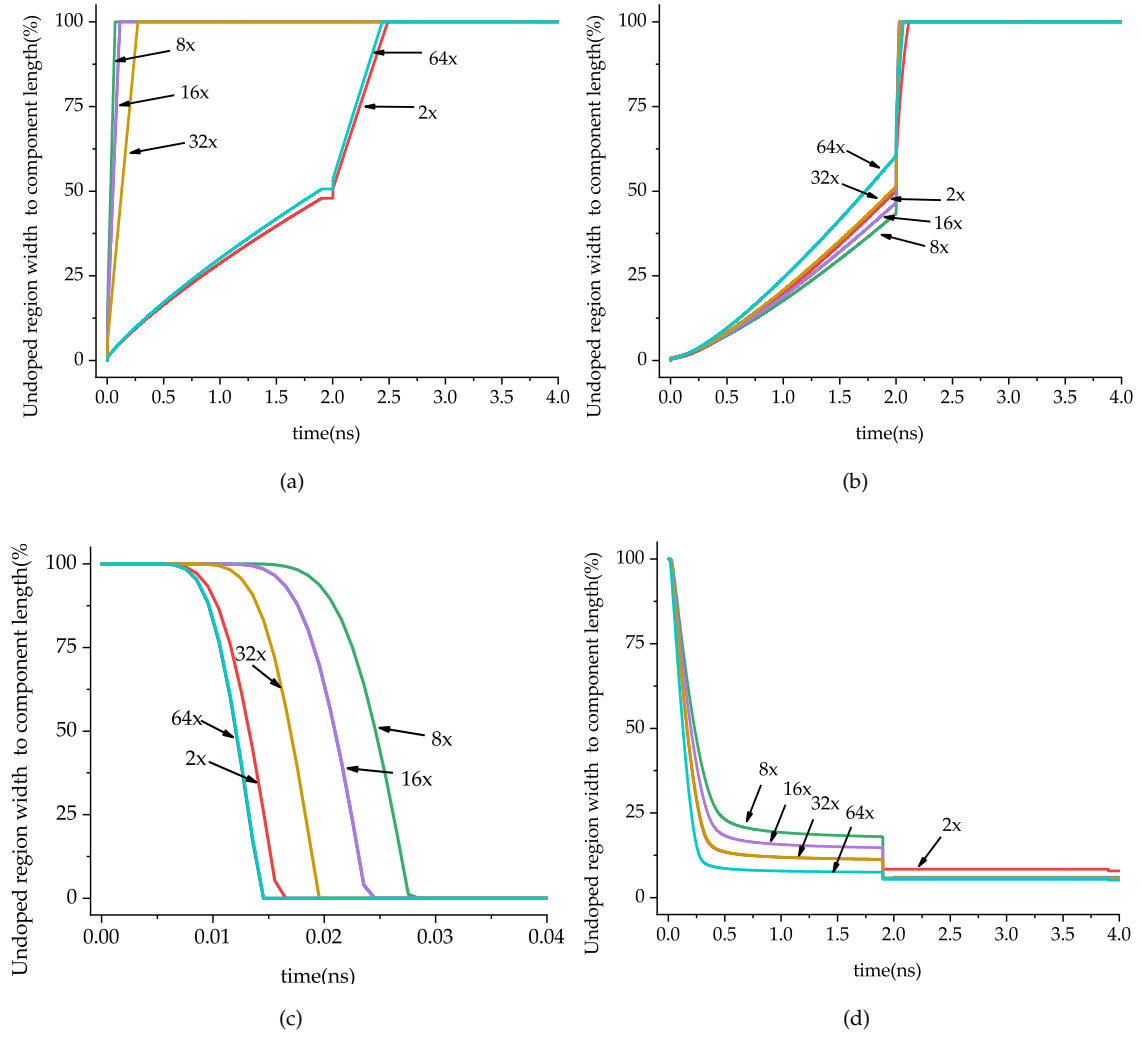 Undoped region width to component length(%)
100
75
50
25
0
8x
16x
32x
64x
2x
0.0 0.5 1.0 1.5 2.0 2.5 3.0 3.5 4.0
time(ns)
(a)
Undoped region width to component length(%)
100
75
50
25
0
64x
32x
2x
16x
8x
0.0 0.5 1.0 1.5 2.0 2.5 3.0 3.5 4.0
time(ns)
(b)
Undoped region width to component length(%
100
75
50
25
0
32x
64x
2x
8x
16x
0.00 0.01 0.02 0.03 0.04
time(ns)
(c)
Undoped region width to component length(%)
100
75
50
25
0
8x
16x
32x
64x
2x
0.0 0.5 1.0 1.5 2.0 2.5 3.0 3.5 4.0
time(ns)
(d)